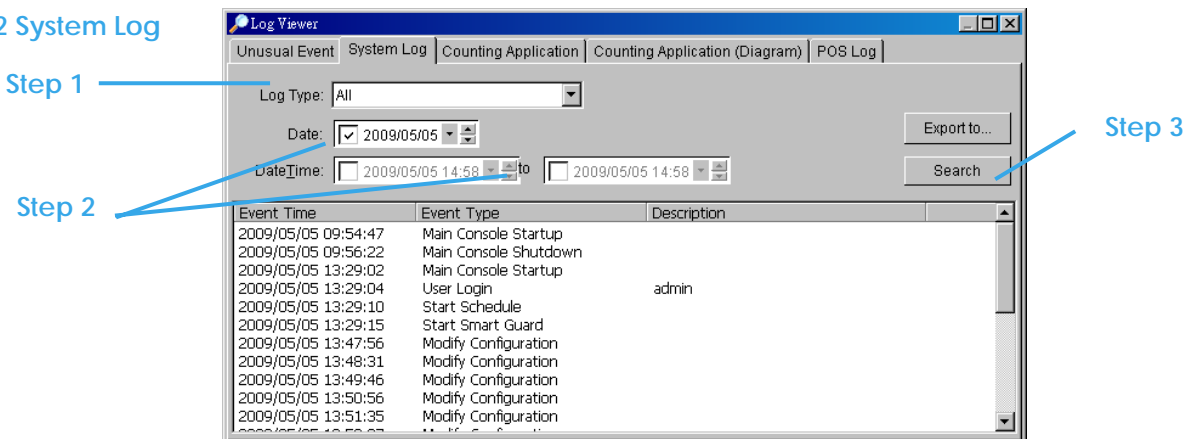 2 System Log
Log Viewer
Unusual Event System Log Counting Application Counting Application (Diagram) POS Log
Step 1
Log Type: All
Date: 2009/05/05
Export to...
Step 3
DateTime: 2009/05/05 14:58 to 2009/05/05 14:58
Search
Step 2
Event Time Event Type Description
2009/05/05 09:54:47 Main Console Startup
2009/05/05 09:56:22 Main Console Shutdown
2009/05/05 13:29:02 Main Console Startup
2009/05/05 13:29:04 User Login admin
2009/05/05 13:29:10 Start Schedule
2009/05/05 13:29:15 Start Smart Guard
2009/05/05 13:47:56 Modify Configuration
2009/05/05 13:48:31 Modify Configuration
2009/05/05 13:49:46 Modify Configuration
2009/05/05 13:50:56 Modify Configuration
2009/05/05 13:51:35 Modify Configuration